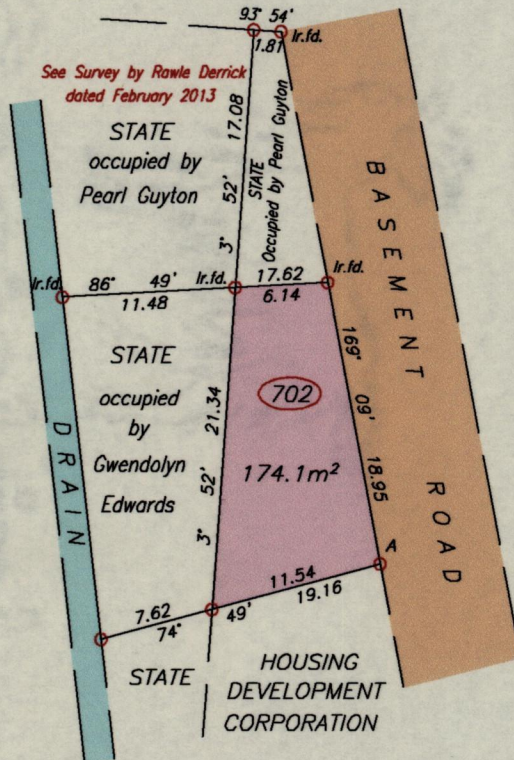 93° 54'
1.81
Ir.fd.
See Survey by Rawle Derrick
dated February 2013
STATE
occupied by
Pearl Guyton
3° 52' 17.08
STATE
Occupied by Pearl Guyton
BASEMENT ROAD
Ir.fd.
86° 49'
11.48
Ir.fd.
17.62
6.14
Ir.fd.
STATE
occupied
by
Gwendolyn
Edwards
3° 52' 21.34
702
174.1m²
169° 09' 18.95
DRAIN
A
7.62
74° 49'
11.54
19.16
STATE
HOUSING
DEVELOPMENT
CORPORATION